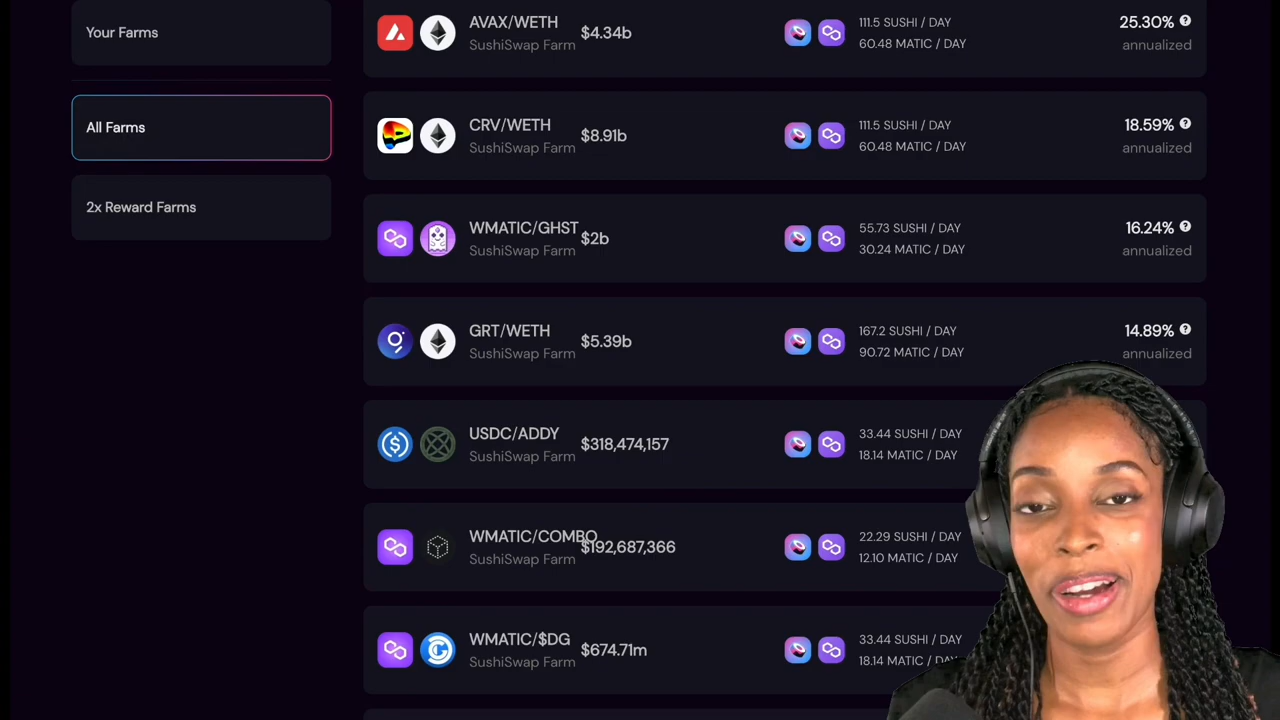 Your Farms
All Farms
2x Reward Farms
AVAX/WETH
SushiSwap Farm
$4.34b
111.5 SUSHI / DAY
60.48 MATIC / DAY
25.30%
annualized
CRV/WETH
SushiSwap Farm
$8.91b
111.5 SUSHI / DAY
60.48 MATIC / DAY
18.59%
annualized
WMATIC/GHST
SushiSwap Farm
$2b
55.73 SUSHI / DAY
30.24 MATIC / DAY
16.24%
annualized
GRT/WETH
SushiSwap Farm
$5.39b
167.2 SUSHI / DAY
90.72 MATIC / DAY
14.89%
annualized
USDC/ADDY
SushiSwap Farm
$318,474,157
33.44 SUSHI / DAY
18.14 MATIC / DAY
WMATIC/COMBO
SushiSwap Farm
$192,687,366
22.29 SUSHI / DAY
12.10 MATIC / DAY
WMATIC/$DG
SushiSwap Farm
$674.71m
33.44 SUSHI / DAY
18.14 MATIC / DAY